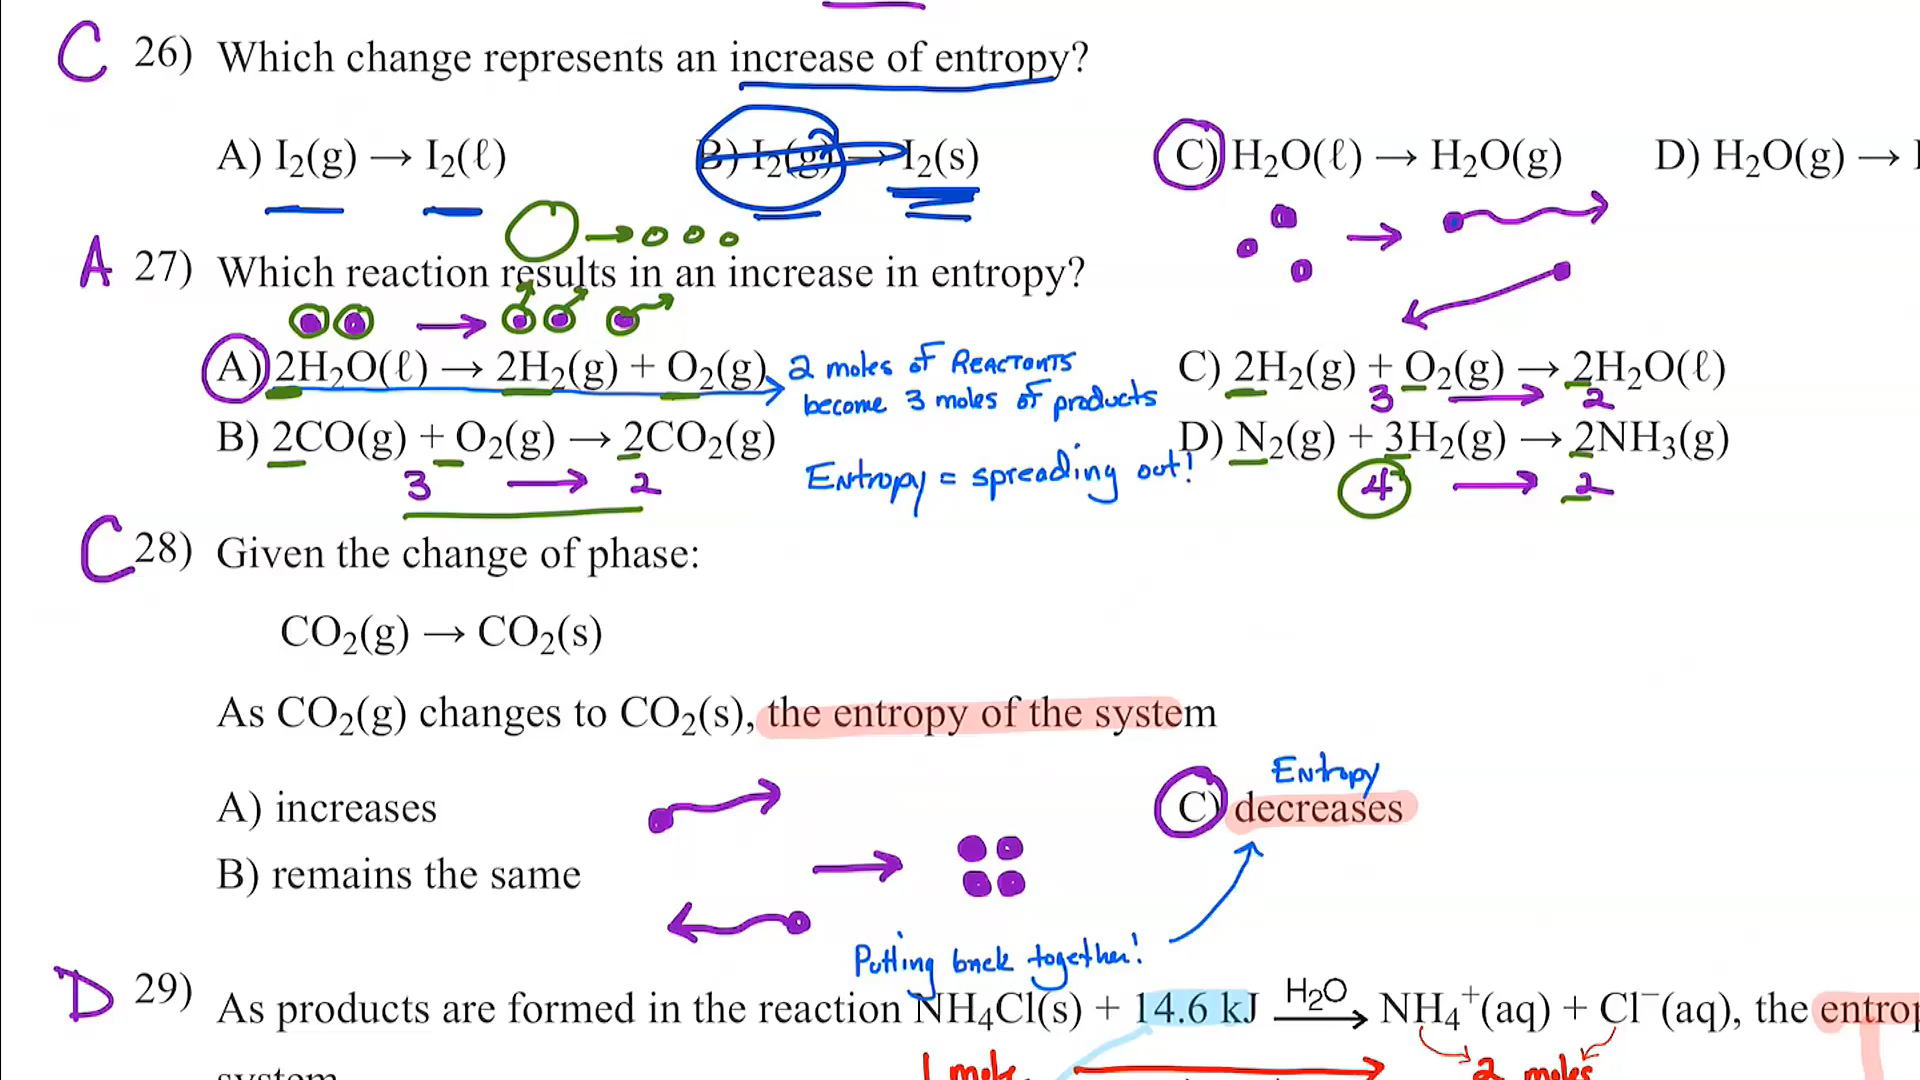 C 26) Which change represents an increase of entropy?
A) I₂(g) → I₂(ℓ) B) I₂(g) → I₂(s) C) H₂O(ℓ) → H₂O(g) D) H₂O(g) →
A 27) Which reaction results in an increase in entropy?
A) 2H₂O(ℓ) → 2H₂(g) + O₂(g) 2 moles of Reactants C) 2H₂(g) + O₂(g) → 2H₂O(ℓ)
become 3 moles of products 3 → 2
B) 2CO(g) + O₂(g) → 2CO₂(g) D) N₂(g) + 3H₂(g) → 2NH₃(g)
3 → 2 Entropy = spreading out! 4 → 2
C 28) Given the change of phase:
CO₂(g) → CO₂(s)
As CO₂(g) changes to CO₂(s), the entropy of the system
Entropy
A) increases C) decreases
B) remains the same
Putting back together!
D 29) As products are formed in the reaction NH₄Cl(s) + 14.6 kJ —H₂O→ NH₄⁺(aq) + Cl⁻(aq), the entrop
system
1 mole → 2 moles